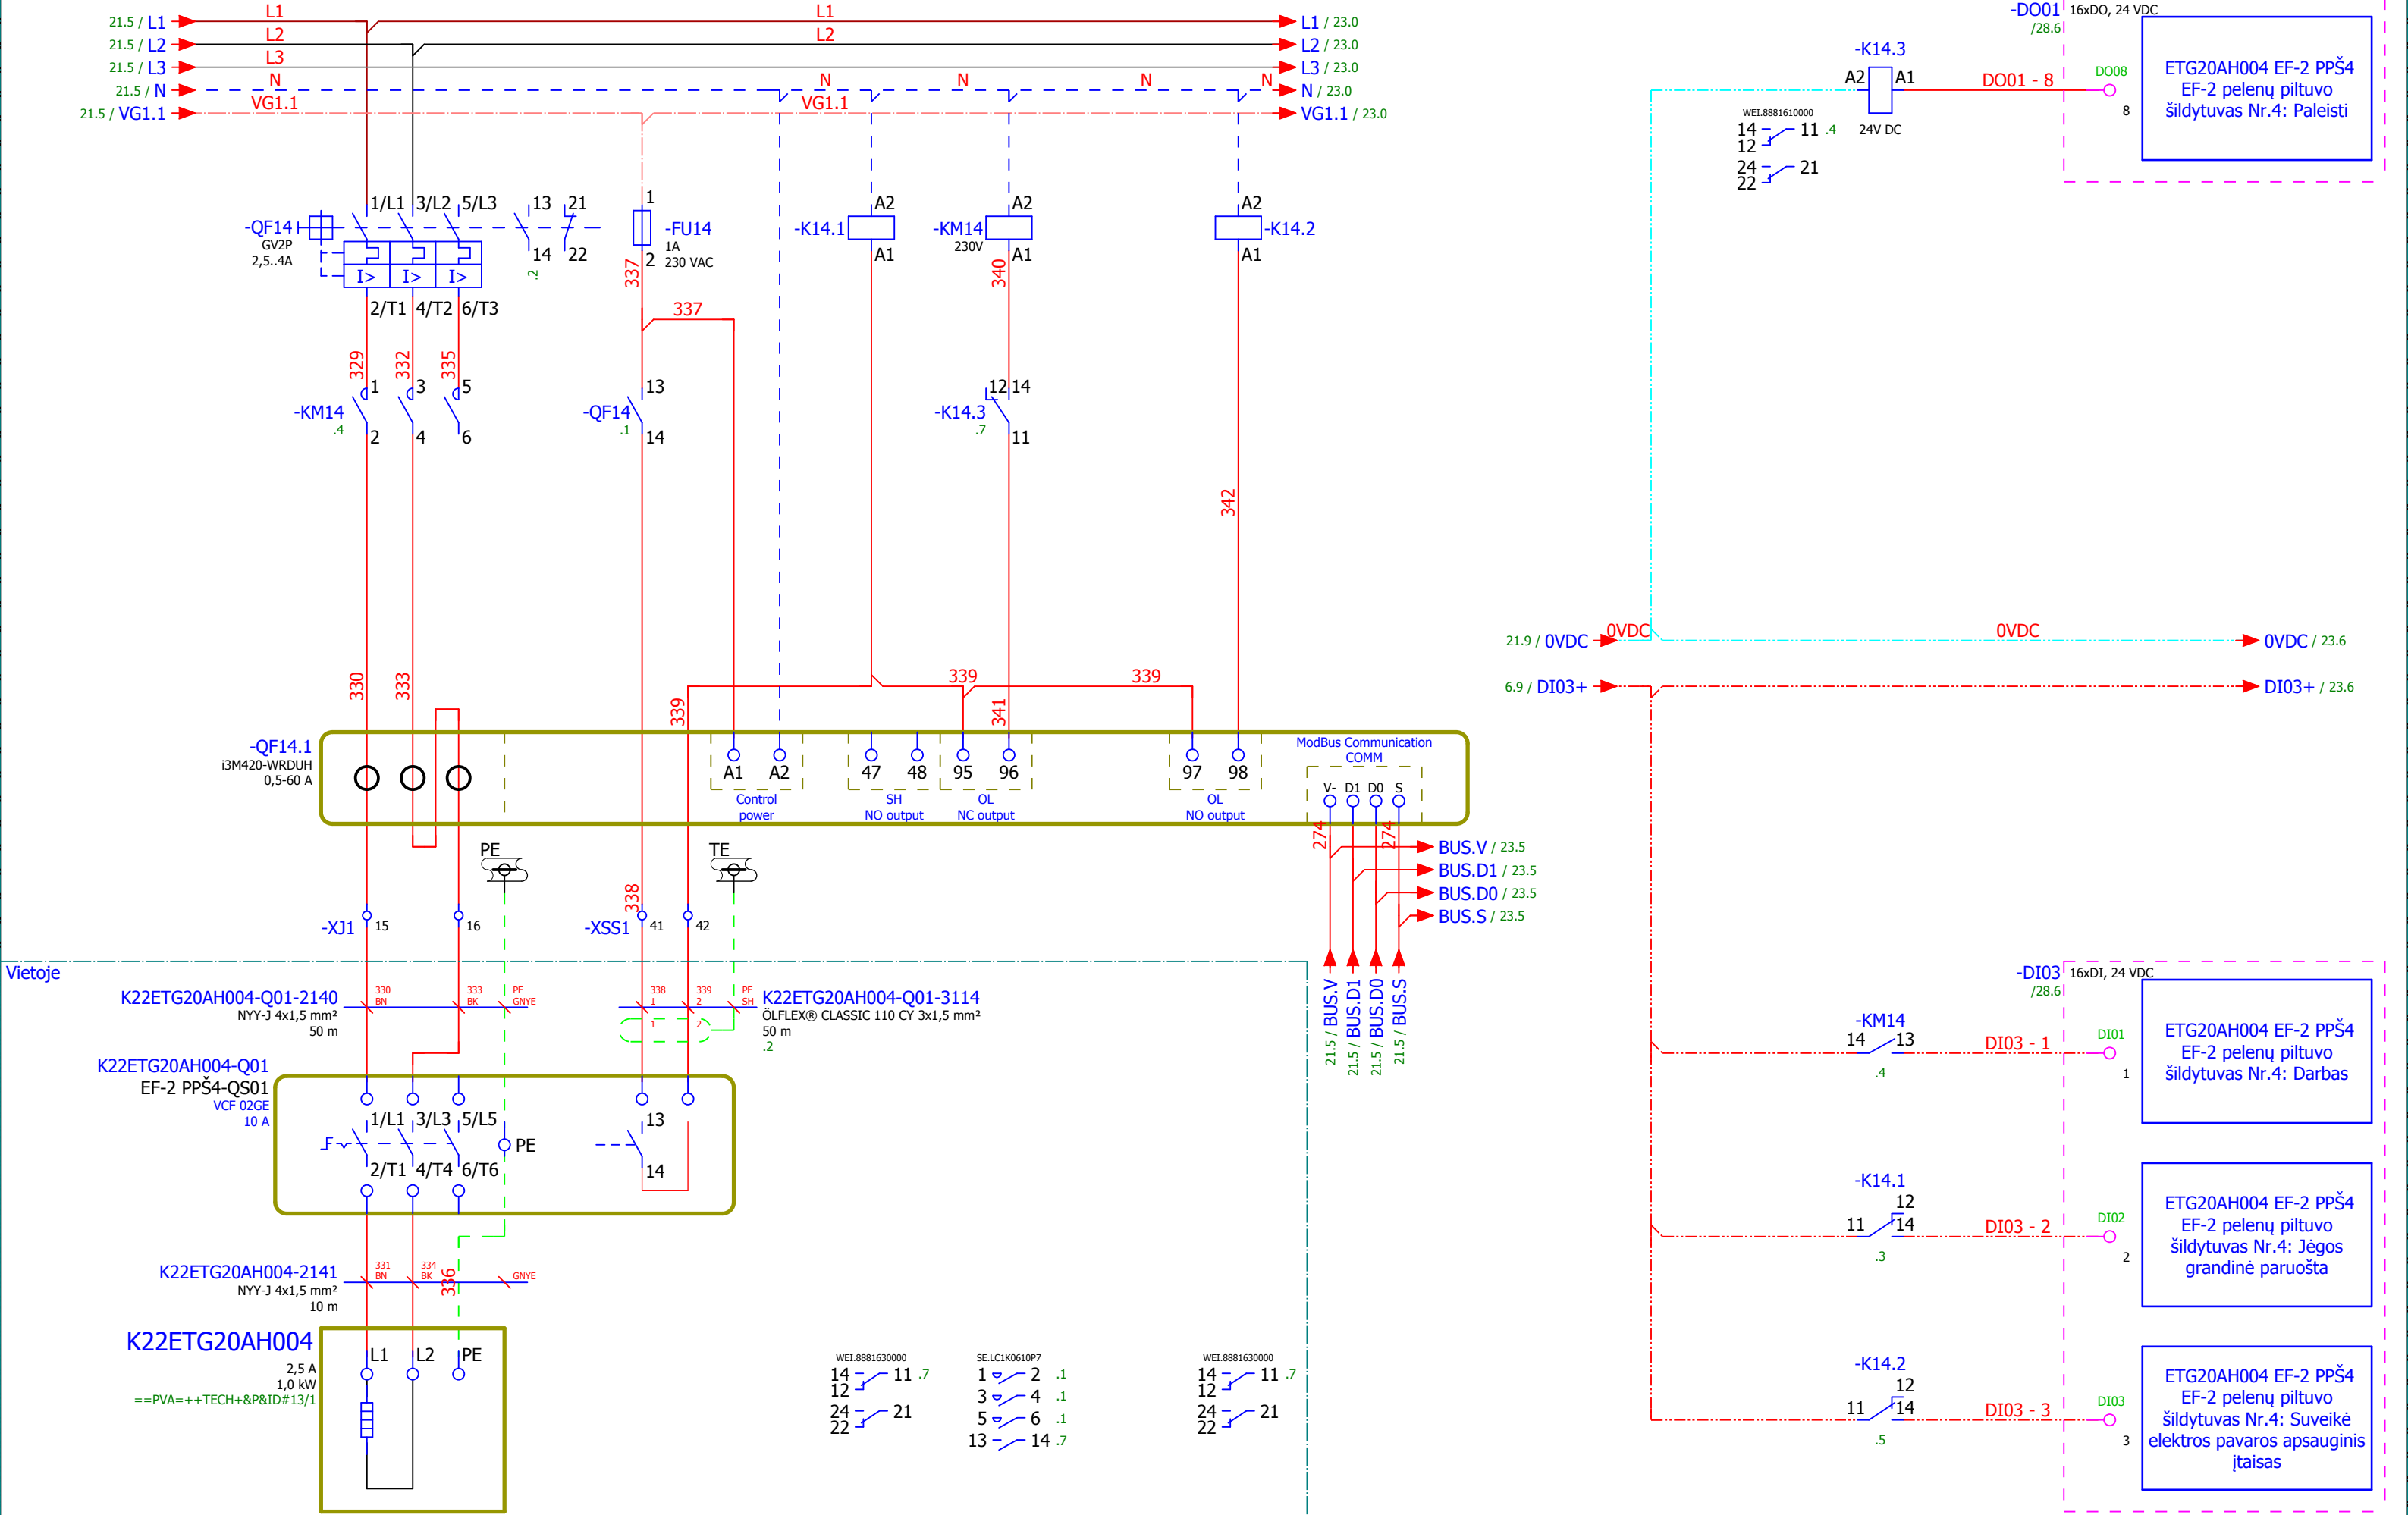 21.5 / L1
L1
L1
L1 / 23.0
21.5 / L2
L2
L2
L2 / 23.0
21.5 / L3
L3
L3 / 23.0
21.5 / N
N
N
N
N
N
N / 23.0
21.5 / VG1.1
VG1.1
VG1.1
VG1.1 / 23.0
-QF14
GV2P
2,5..4A
1/L1
3/L2
5/L3
13
21
14
22
.2
I>
I>
I>
2/T1
4/T2
6/T3
1
-FU14
1A
230 VAC
2
337
337
-K14.1
A2
A1
-KM14
230V
A2
A1
340
A2
-K14.2
A1
329
332
335
-KM14
.4
1
3
5
2
4
6
-QF14
.1
13
14
-K14.3
.7
12
14
11
342
330
333
339
339
339
341
-QF14.1
i3M420-WRDUH
0,5-60 A
A1
A2
Control
power
47
48
SH
NO output
95
96
OL
NC output
97
98
OL
NO output
ModBus Communication
COMM
V-
D1
D0
S
274
274
BUS.V / 23.5
BUS.D1 / 23.5
BUS.D0 / 23.5
BUS.S / 23.5
21.5 / BUS.V
21.5 / BUS.D1
21.5 / BUS.D0
21.5 / BUS.S
PE
TE
338
-XJ1
15
16
-XSS1
41
42
Vietoje
K22ETG20AH004-Q01-2140
NYY-J 4x1,5 mm²
50 m
330
BN
333
BK
PE
GNYE
338
1
339
2
PE
SH
1
2
K22ETG20AH004-Q01-3114
ÖLFLEX® CLASSIC 110 CY 3x1,5 mm²
50 m
.2
K22ETG20AH004-Q01
EF-2 PPŠ4-QS01
VCF 02GE
10 A
1/L1
3/L3
5/L5
PE
2/T1
4/T4
6/T6
13
14
K22ETG20AH004-2141
NYY-J 4x1,5 mm²
10 m
331
BN
334
BK
336
GNYE
K22ETG20AH004
2,5 A
1,0 kW
==PVA=++TECH+&P&ID#13/1
L1
L2
PE
WEI.8881630000
14
11 .7
12
24
21
22
SE.LC1K0610P7
1
2 .1
3
4 .1
5
6 .1
13
14 .7
WEI.8881630000
14
11 .7
12
24
21
22
-DO01
/28.6
16xDO, 24 VDC
-K14.3
A2
A1
24V DC
DO01 - 8
DO08
8
ETG20AH004 EF-2 PPŠ4
EF-2 pelenų piltuvo
šildytuvas Nr.4: Paleisti
WEI.8881610000
14
11 .4
12
24
21
22
21.9 / 0VDC
0VDC
0VDC
0VDC / 23.6
6.9 / DI03+
DI03+ / 23.6
-DI03
/28.6
16xDI, 24 VDC
-KM14
14
13
.4
DI03 - 1
DI01
1
ETG20AH004 EF-2 PPŠ4
EF-2 pelenų piltuvo
šildytuvas Nr.4: Darbas
-K14.1
12
11
14
.3
DI03 - 2
DI02
2
ETG20AH004 EF-2 PPŠ4
EF-2 pelenų piltuvo
šildytuvas Nr.4: Jėgos
grandinė paruošta
-K14.2
12
11
14
.5
DI03 - 3
DI03
3
ETG20AH004 EF-2 PPŠ4
EF-2 pelenų piltuvo
šildytuvas Nr.4: Suveikė
elektros pavaros apsauginis
įtaisas